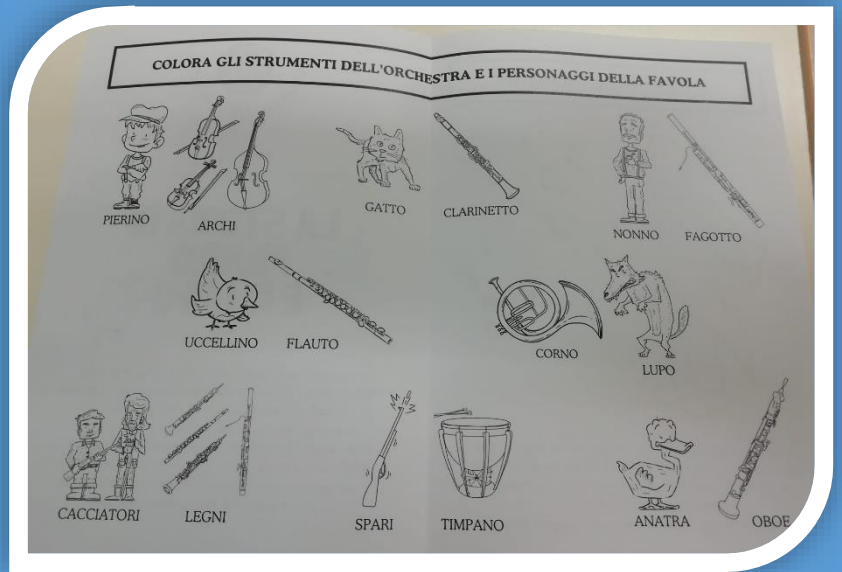 COLORA GLI STRUMENTI DELL'ORCHESTRA E I PERSONAGGI DELLA FAVOLA
PIERINO
ARCHI
GATTO
CLARINETTO
NONNO
FAGOTTO
UCCELLINO
FLAUTO
CORNO
LUPO
CACCIATORI
LEGNI
SPARI
TIMPANO
ANATRA
OBOE